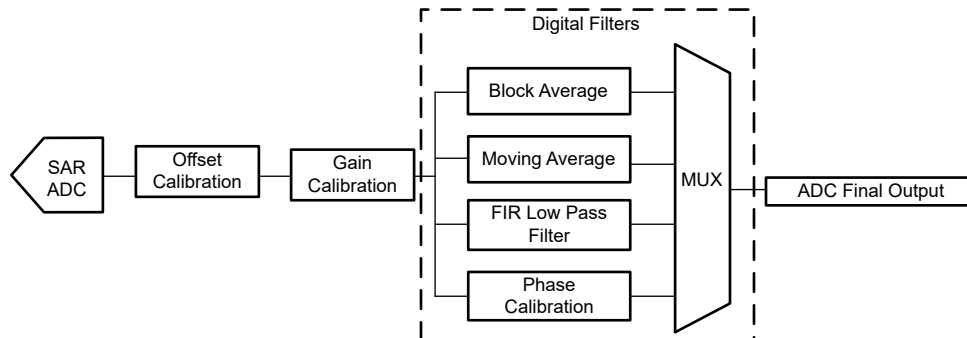 Digital Filters
SAR
ADC
Offset
Calibration
Gain
Calibration
Block Average
Moving Average
FIR Low Pass
Filter
Phase
Calibration
MUX
ADC Final Output